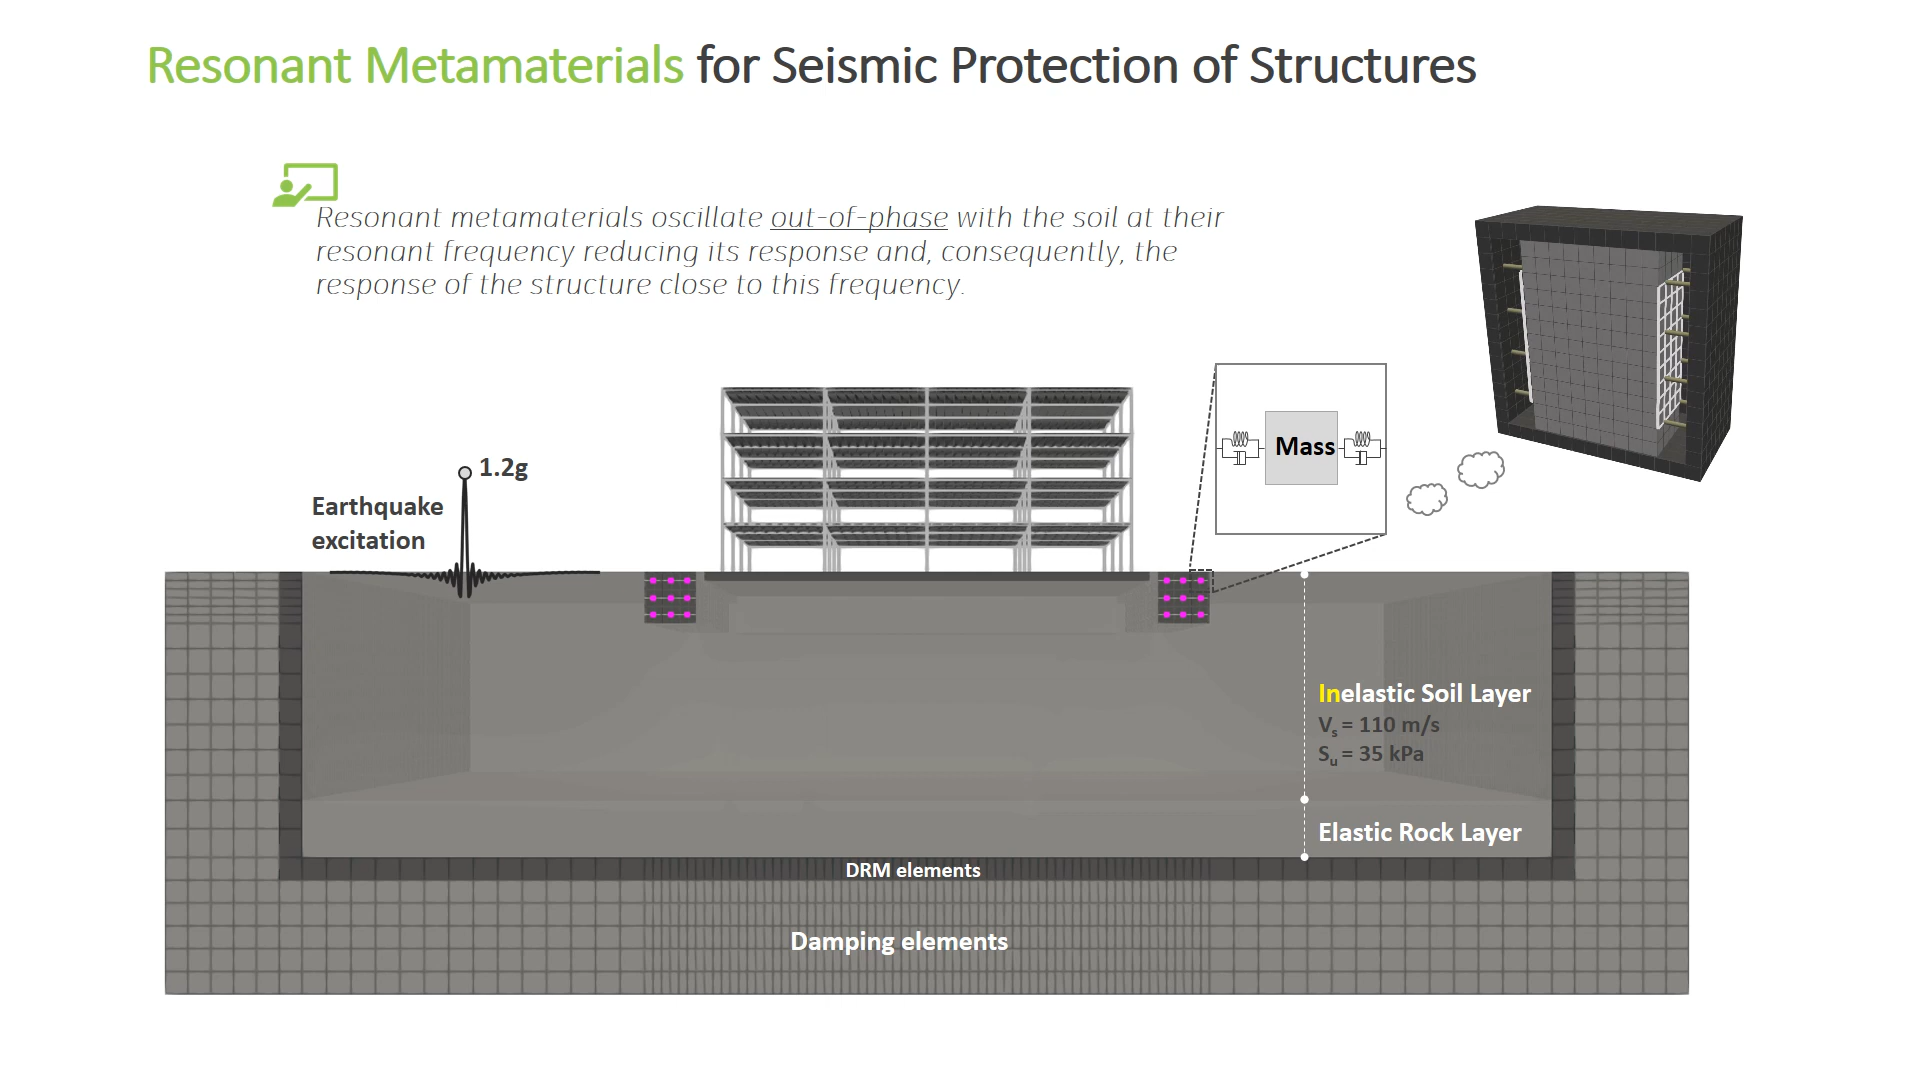 Resonant Metamaterials for Seismic Protection of Structures
Resonant metamaterials oscillate out-of-phase with the soil at their
resonant frequency reducing its response and, consequently, the
response of the structure close to this frequency.
1.2g
Earthquake
excitation
Mass
Inelastic Soil Layer
Vs = 110 m/s
Su = 35 kPa
Elastic Rock Layer
DRM elements
Damping elements